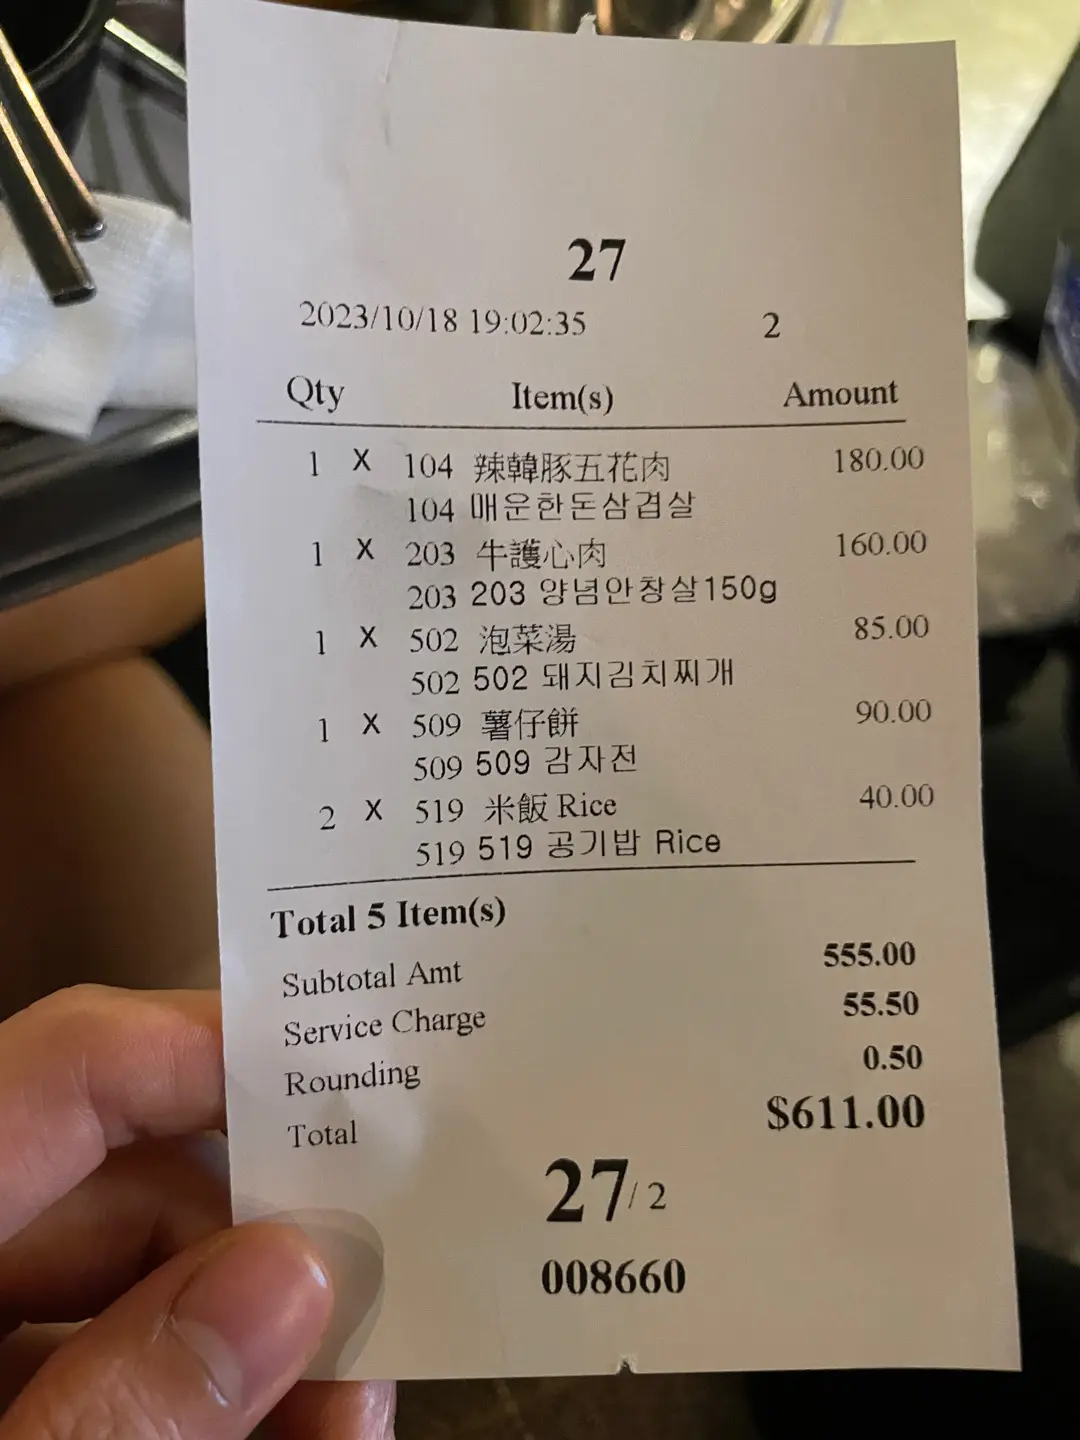 27
2023/10/18 19:02:35 2
Qty Item(s) Amount
1 X 104 辣韓豚五花肉 180.00
104 매운한돈삼겹살
1 X 203 牛護心肉 160.00
203 203 양념안창살150g
1 X 502 泡菜湯 85.00
502 502 돼지김치찌개
1 X 509 薯仔餅 90.00
509 509 감자전
2 X 519 米飯 Rice 40.00
519 519 공기밥 Rice
Total 5 Item(s)
Subtotal Amt 555.00
Service Charge 55.50
Rounding 0.50
Total $611.00
27/ 2
008660